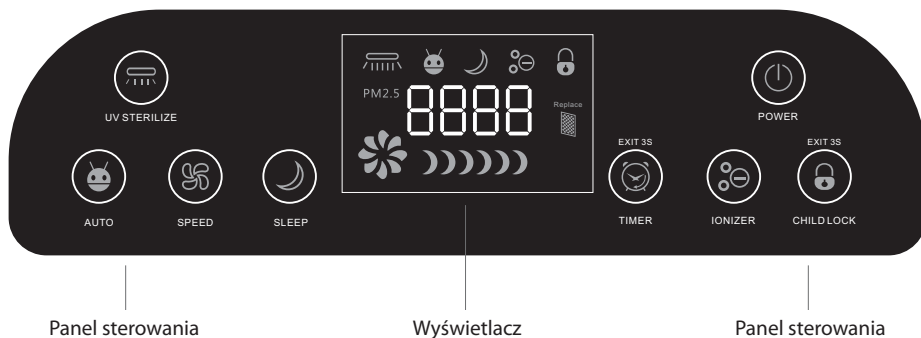 UV STERILIZE
AUTO
SPEED
SLEEP
PM2.5
8888
Replace
POWER
EXIT 3S
EXIT 3S
TIMER
IONIZER
CHILD LOCK
Panel sterowania
Wyświetlacz
Panel sterowania